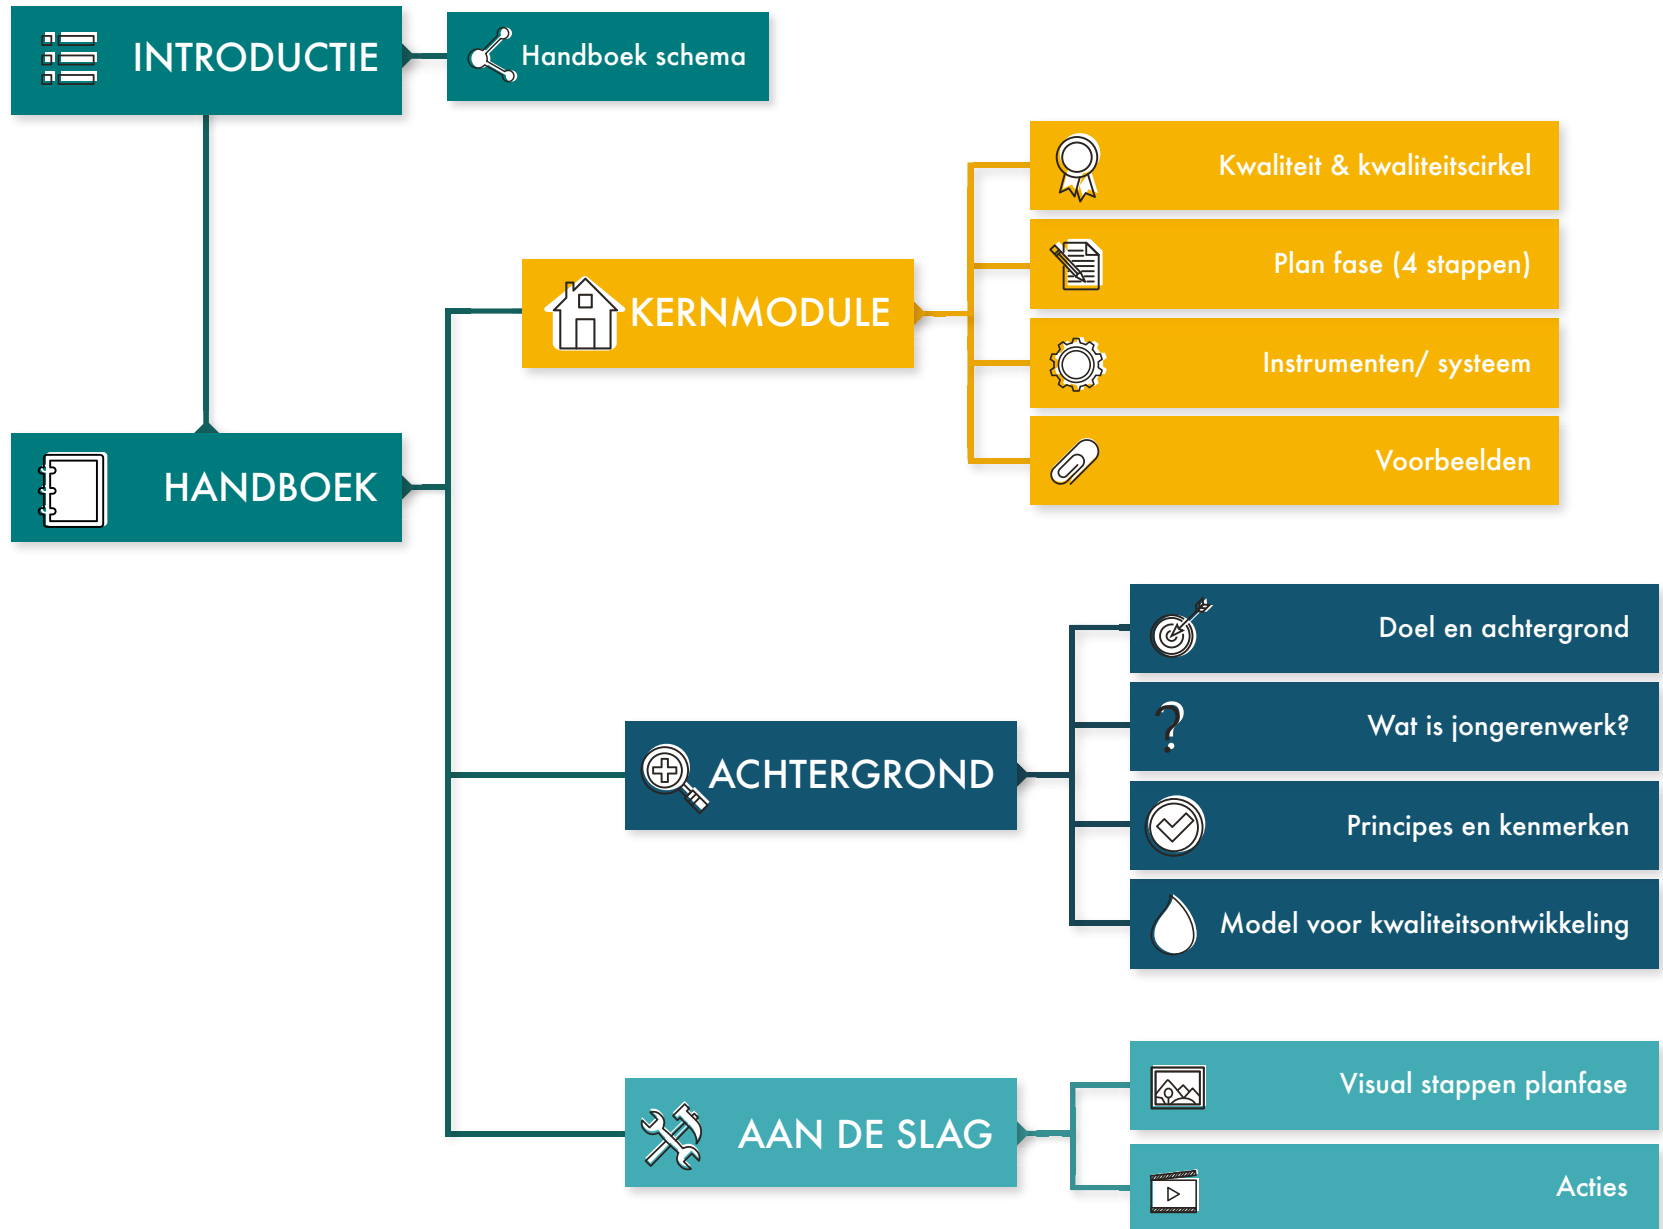 INTRODUCTIE
Handboek schema
HANDBOEK
KERNMODULE
Kwaliteit & kwaliteitscirkel
Plan fase (4 stappen)
Instrumenten/ systeem
Voorbeelden
ACHTERGROND
Doel en achtergrond
Wat is jongerenwerk?
Principes en kenmerken
Model voor kwaliteitsontwikkeling
AAN DE SLAG
Visual stappen planfase
Acties